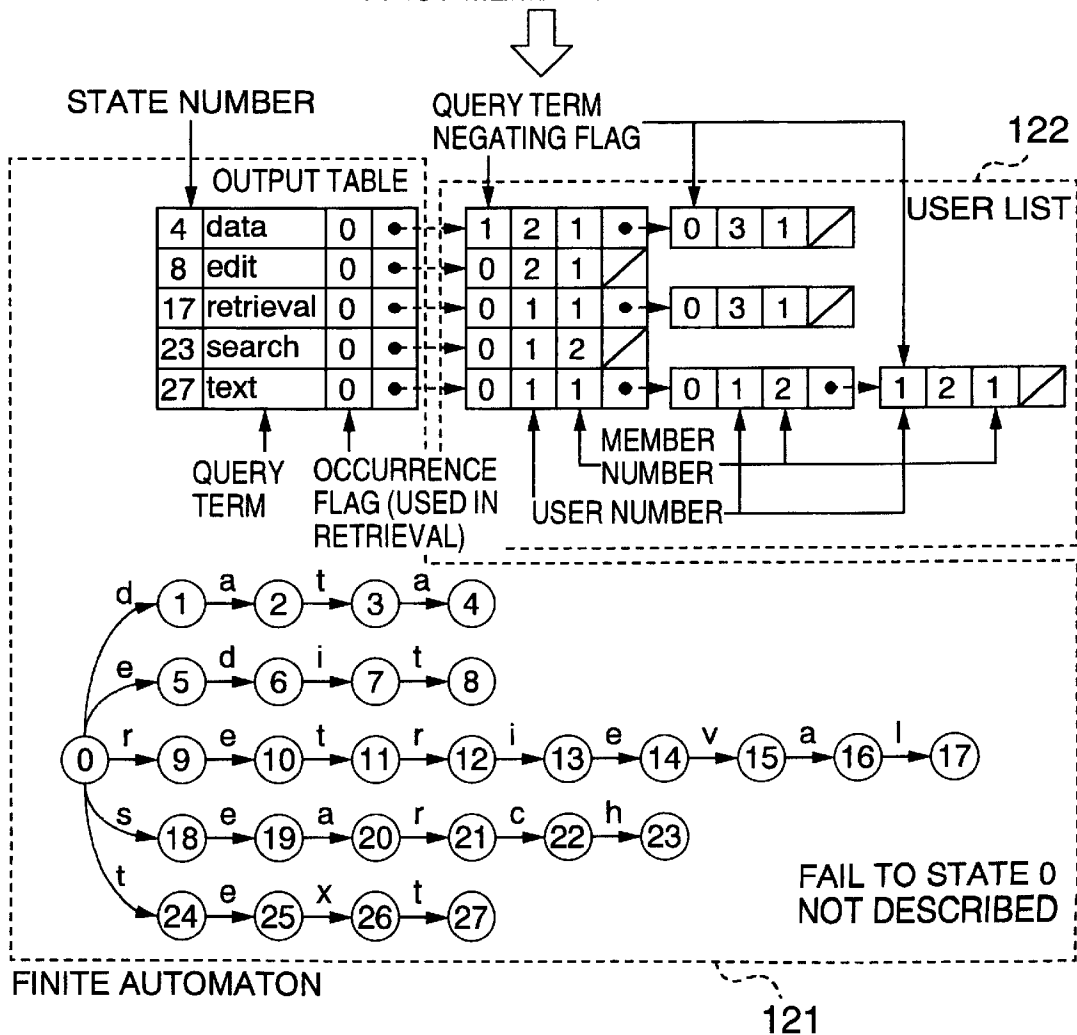 STATE NUMBER
QUERY TERM
NEGATING FLAG
122
OUTPUT TABLE
USER LIST
4 data 0 1 2 1 0 3 1
8 edit 0 0 2 1
17 retrieval 0 0 1 1 0 3 1
23 search 0 0 1 2
27 text 0 0 1 1 0 1 2 1 2 1
QUERY
TERM
OCCURRENCE
FLAG (USED IN
RETRIEVAL)
MEMBER
NUMBER
USER NUMBER
d a t a
1 2 3 4
e d i t
5 6 7 8
r e t r i e v a l
0 9 10 11 12 13 14 15 16 17
s e a r c h
18 19 20 21 22 23
t e x t
24 25 26 27
FAIL TO STATE 0
NOT DESCRIBED
FINITE AUTOMATON
121